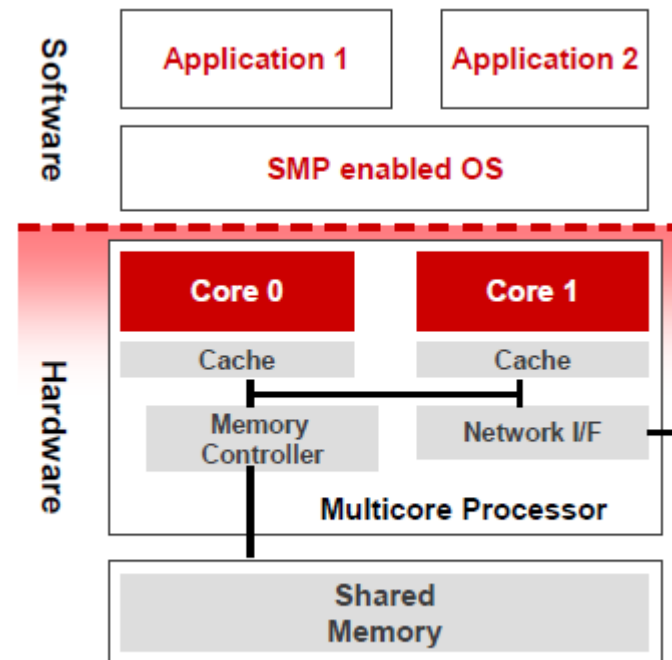 Software
Application 1
Application 2
SMP enabled OS
Hardware
Core 0
Core 1
Cache
Cache
Memory
Controller
Network I/F
Multicore Processor
Shared
Memory